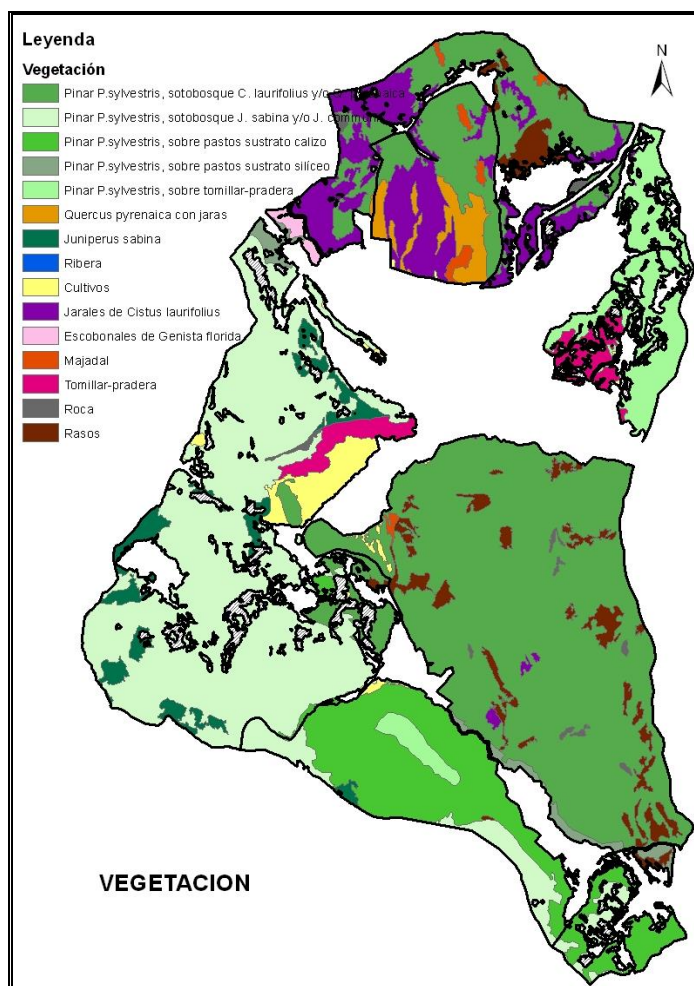 Leyenda
Vegetación
Pinar P.sylvestris, sotobosque C. laurifolius y/o
Pinar P.sylvestris, sotobosque J. sabina y/o J.
Pinar P.sylvestris, sobre pastos sustrato calizo
Pinar P.sylvestris, sobre pastos sustrato silíceo
Pinar P.sylvestris, sobre tomillar-pradera
Quercus pyrenaica con jaras
Juniperus sabina
Ribera
Cultivos
Jarales de Cistus laurifolius
Escobonales de Genista florida
Majadal
Tomillar-pradera
Roca
Rasos
N
VEGETACION